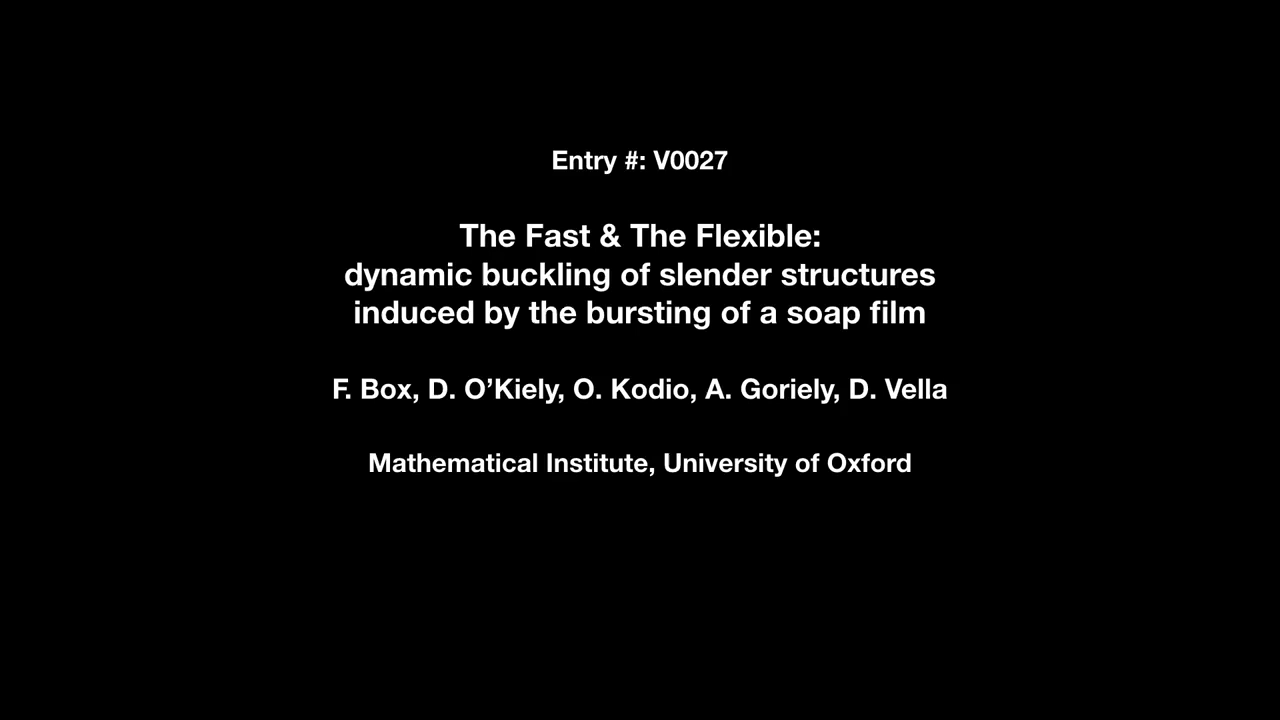 Entry #: V0027
The Fast & The Flexible:
dynamic buckling of slender structures
induced by the bursting of a soap film
F. Box, D. O’Kiely, O. Kodio, A. Goriely, D. Vella
Mathematical Institute, University of Oxford